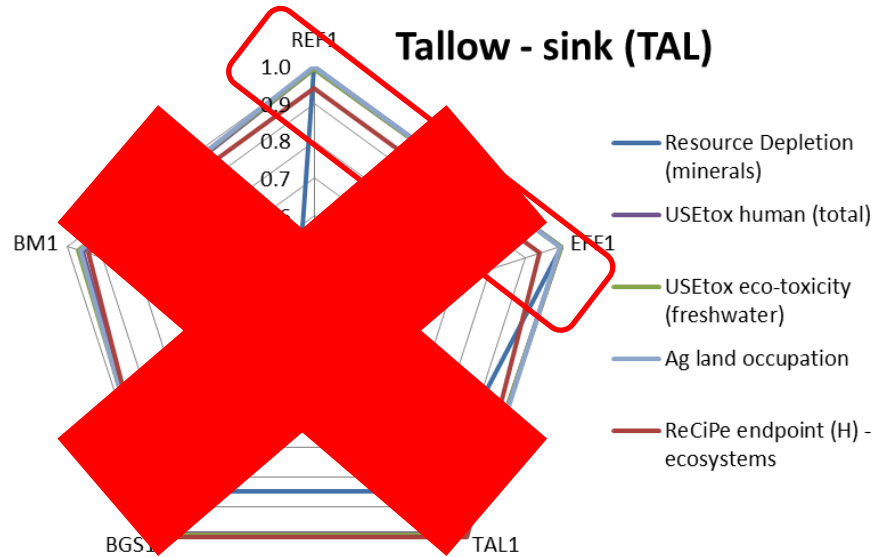 REF1
Tallow - sink (TAL)
1.0
0.9
0.8
0.7
Resource Depletion
(minerals)
USEtox human (total)
BM1
EFF1
USEtox eco-toxicity
(freshwater)
Ag land occupation
ReCiPe endpoint (H) -
ecosystems
BGS1
TAL1